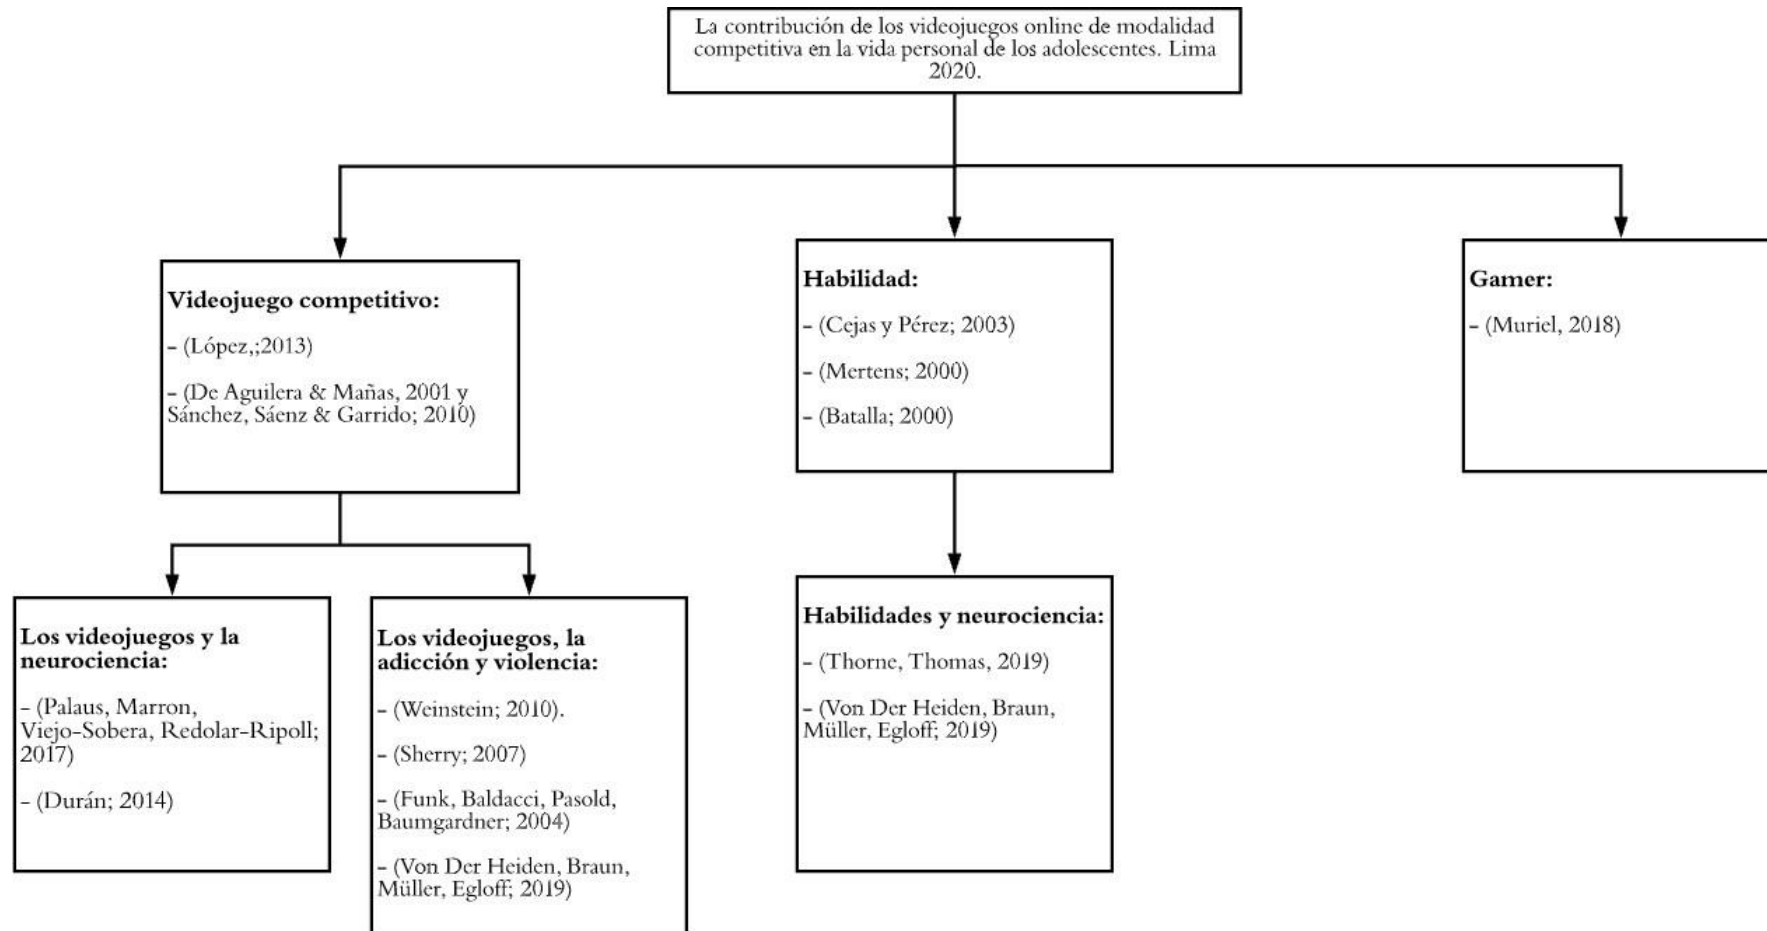 La contribución de los videojuegos online de modalidad
competitiva en la vida personal de los adolescentes. Lima
2020.
Videojuego competitivo:
- (López,;2013)
- (De Aguilera & Mañas, 2001 y
Sánchez, Sáenz & Garrido; 2010)
Habilidad:
- (Cejas y Pérez; 2003)
- (Mertens; 2000)
- (Batalla; 2000)
Gamer:
- (Muriel, 2018)
Los videojuegos y la
neurociencia:
- (Palaus, Marron,
Viejo-Sobera, Redolar-Ripoll;
2017)
- (Durán; 2014)
Los videojuegos, la
adicción y violencia:
- (Weinstein; 2010).
- (Sherry; 2007)
- (Funk, Baldacci, Pasold,
Baumgardner; 2004)
- (Von Der Heiden, Braun,
Müller, Egloff; 2019)
Habilidades y neurociencia:
- (Thorne, Thomas, 2019)
- (Von Der Heiden, Braun,
Müller, Egloff; 2019)